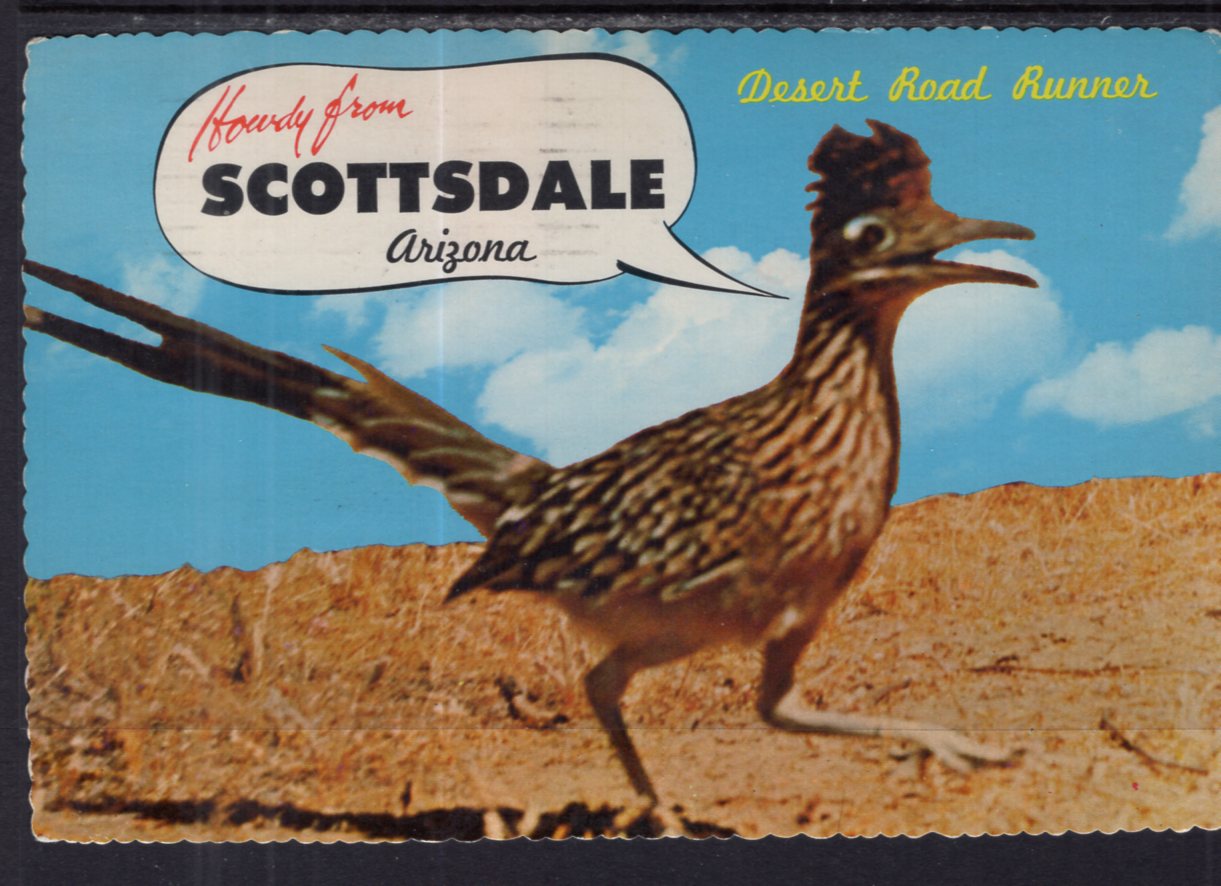 Howdy from
SCOTTSDALE
Arizona
Desert Road Runner